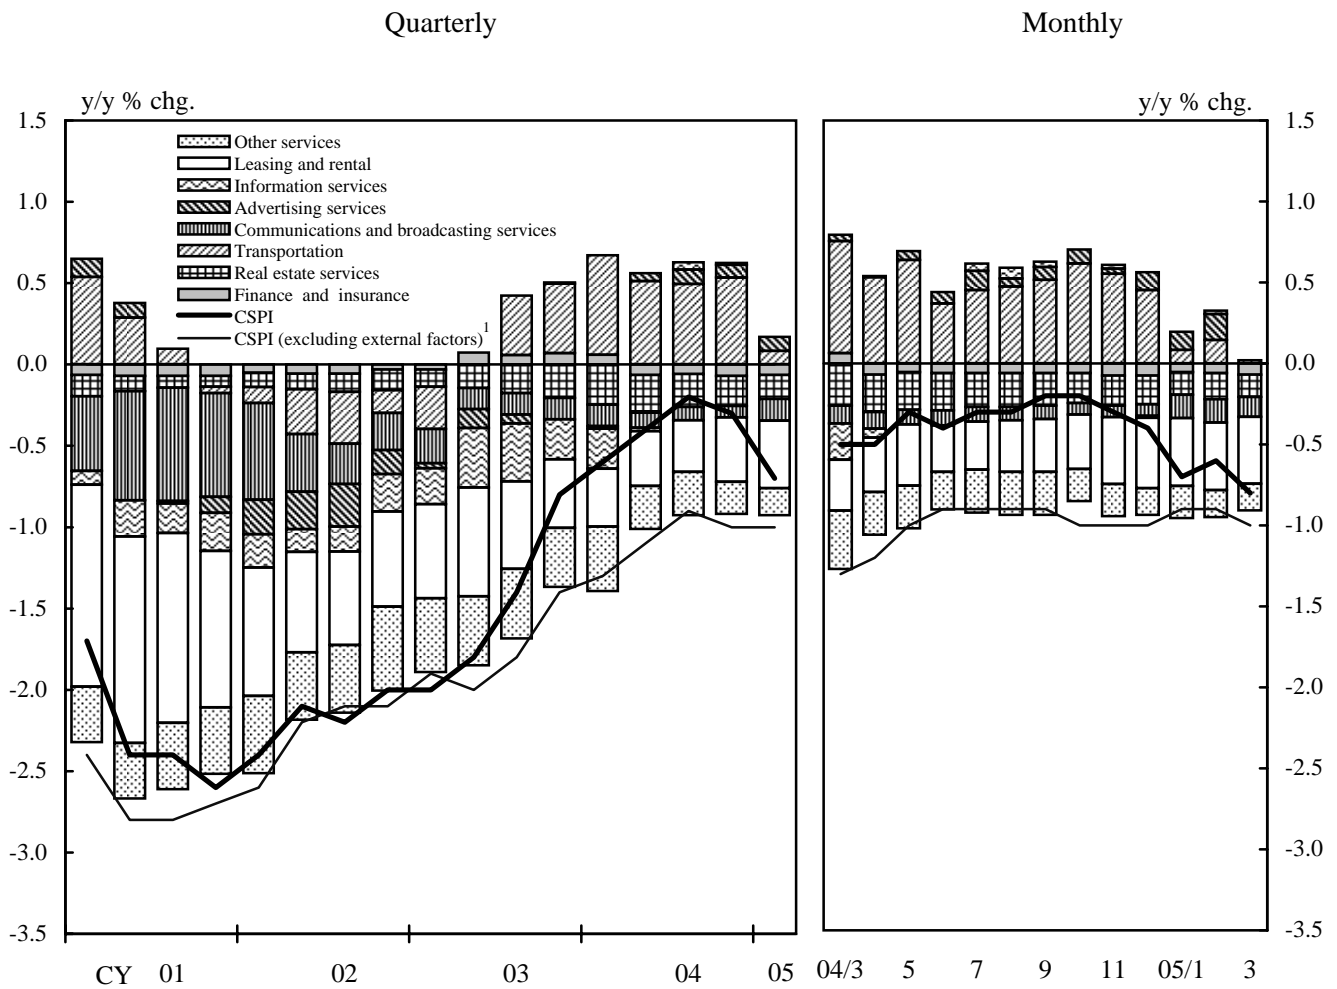 Quarterly
Monthly
y/y % chg.
y/y % chg.
1.5
1.0
0.5
0.0
-0.5
-1.0
-1.5
-2.0
-2.5
-3.0
-3.5
Other services
Leasing and rental
Information services
Advertising services
Communications and broadcasting services
Transportation
Real estate services
Finance and insurance
CSPI
CSPI (excluding external factors)1
1.5
1.0
0.5
0.0
-0.5
-1.0
-1.5
-2.0
-2.5
-3.0
-3.5
CY 01 02 03 04 05
04/3 5 7 9 11 05/1 3